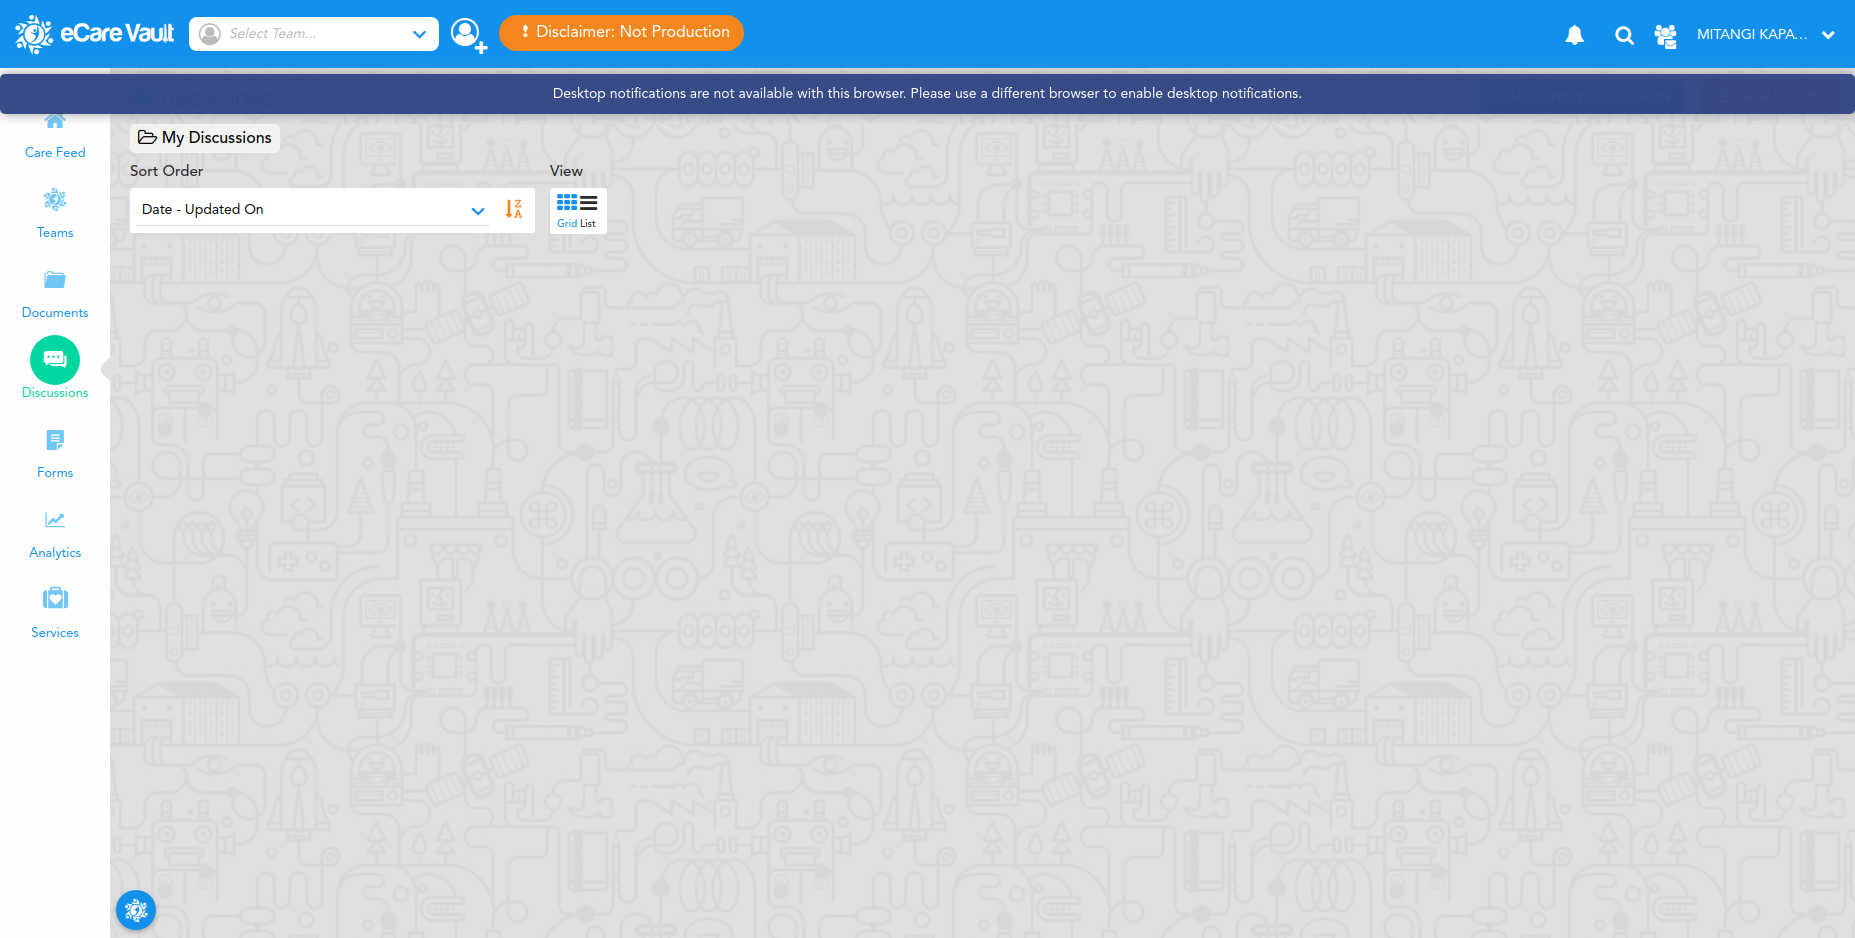 eCare Vault
Select Team...
! Disclaimer: Not Production
MITANGI KAPA...
Desktop notifications are not available with this browser. Please use a different browser to enable desktop notifications.
DISCUSSIONS
Care Feed
Teams
Documents
Discussions
Forms
Analytics
Services
My Discussions
Sort Order
View
Date - Updated On
Z
A
Grid List